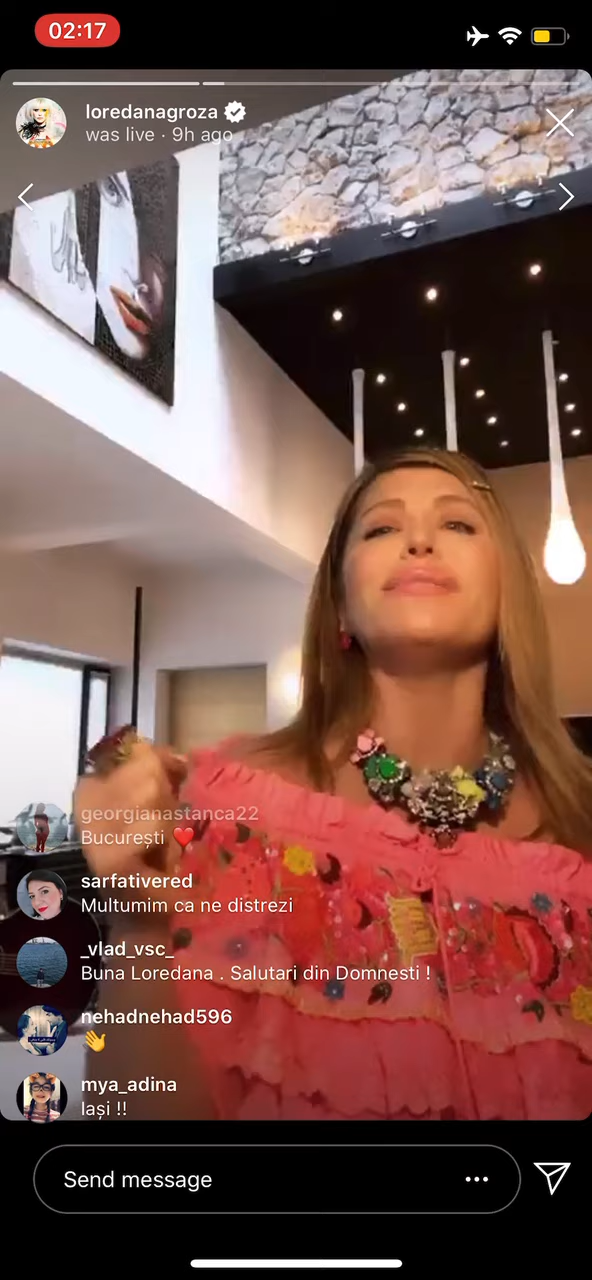 02:17
loredanagroza
was live · 9h ago
georgianastanca22
București ❤️
sarfativered
Multumim ca ne distrezi
_vlad_vsc_
Buna Loredana . Salutari din Domnesti !
nehadnehad596
👋
mya_adina
Iași !!
Send message